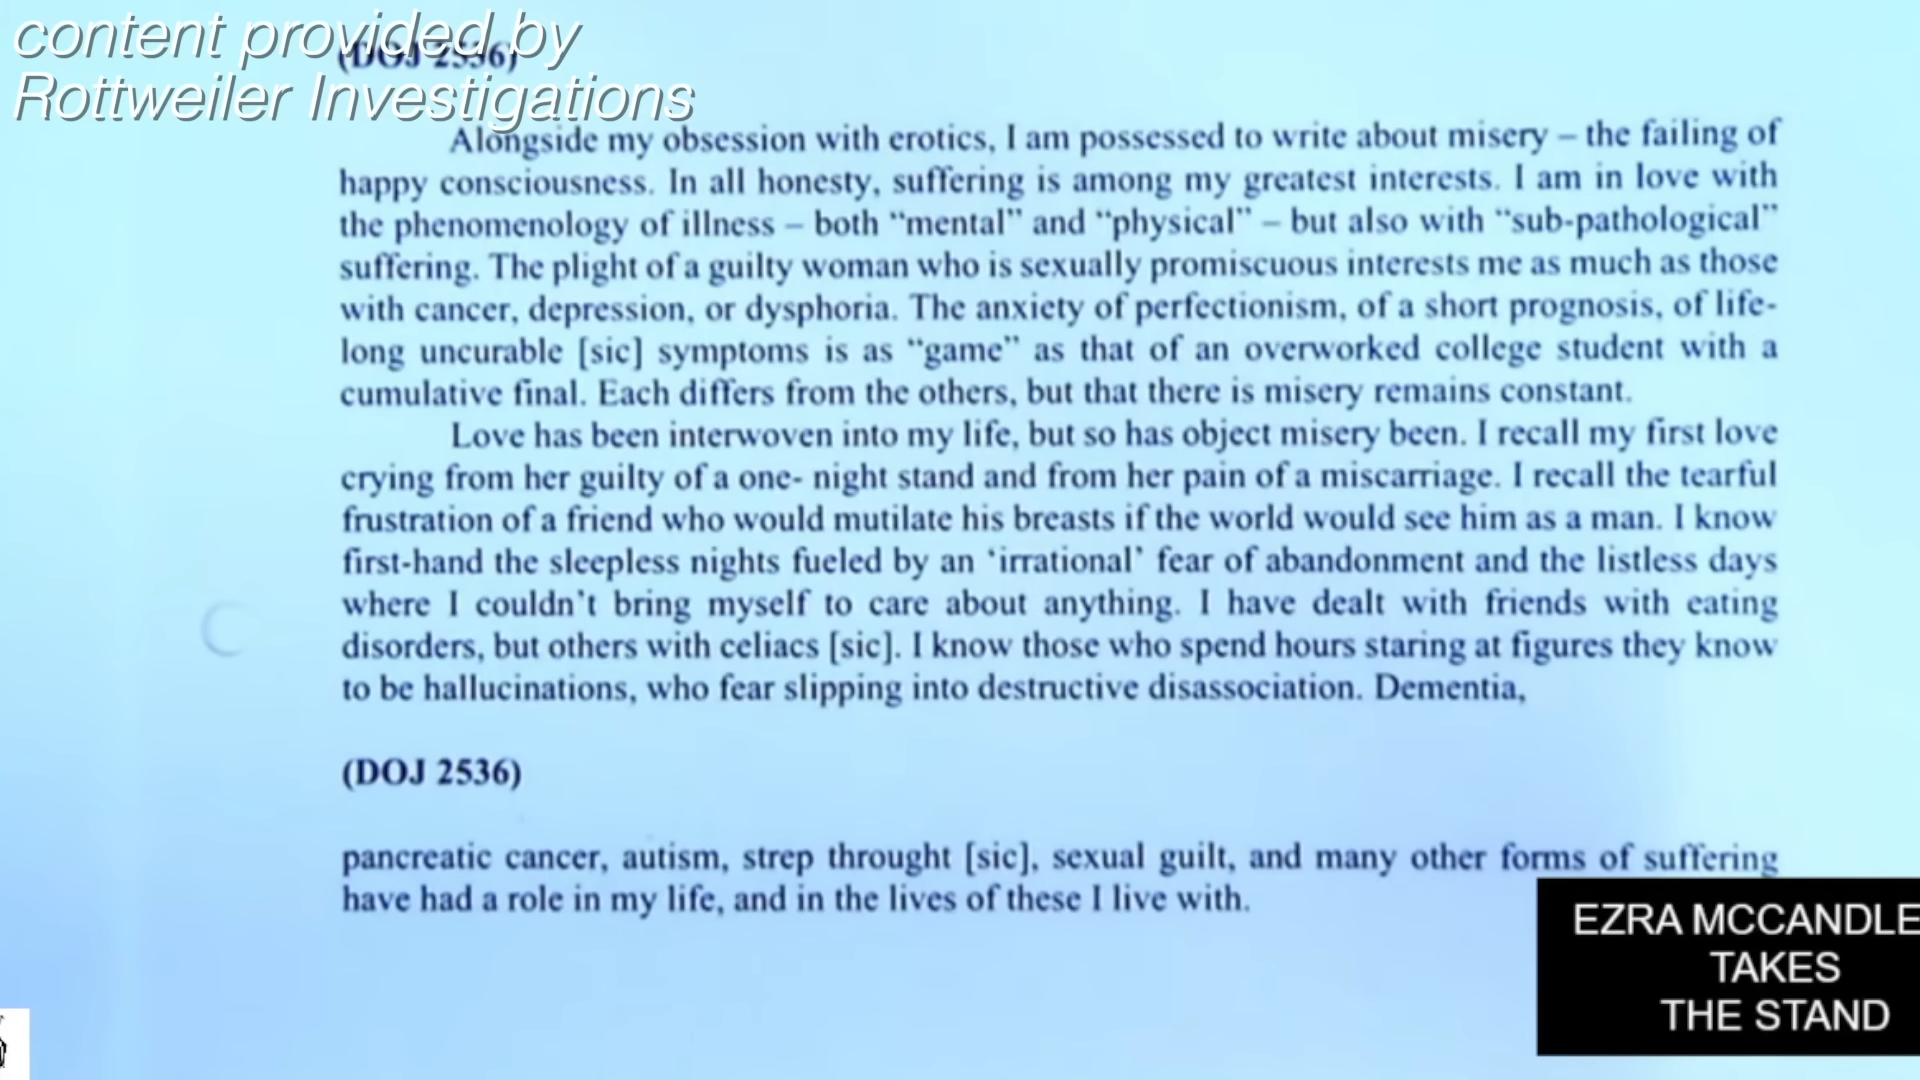 content provided by
(DOJ 2536)
Rottweiler Investigations
Alongside my obsession with erotics, I am possessed to write about misery – the failing of
happy consciousness. In all honesty, suffering is among my greatest interests. I am in love with
the phenomenology of illness – both “mental” and “physical” – but also with “sub-pathological”
suffering. The plight of a guilty woman who is sexually promiscuous interests me as much as those
with cancer, depression, or dysphoria. The anxiety of perfectionism, of a short prognosis, of life-
long uncurable [sic] symptoms is as “game” as that of an overworked college student with a
cumulative final. Each differs from the others, but that there is misery remains constant.
Love has been interwoven into my life, but so has object misery been. I recall my first love
crying from her guilty of a one- night stand and from her pain of a miscarriage. I recall the tearful
frustration of a friend who would mutilate his breasts if the world would see him as a man. I know
first-hand the sleepless nights fueled by an ‘irrational’ fear of abandonment and the listless days
where I couldn’t bring myself to care about anything. I have dealt with friends with eating
disorders, but others with celiacs [sic]. I know those who spend hours staring at figures they know
to be hallucinations, who fear slipping into destructive disassociation. Dementia,
(DOJ 2536)
pancreatic cancer, autism, strep throught [sic], sexual guilt, and many other forms of suffering
have had a role in my life, and in the lives of these I live with.
EZRA MCCANDLE
TAKES
THE STAND